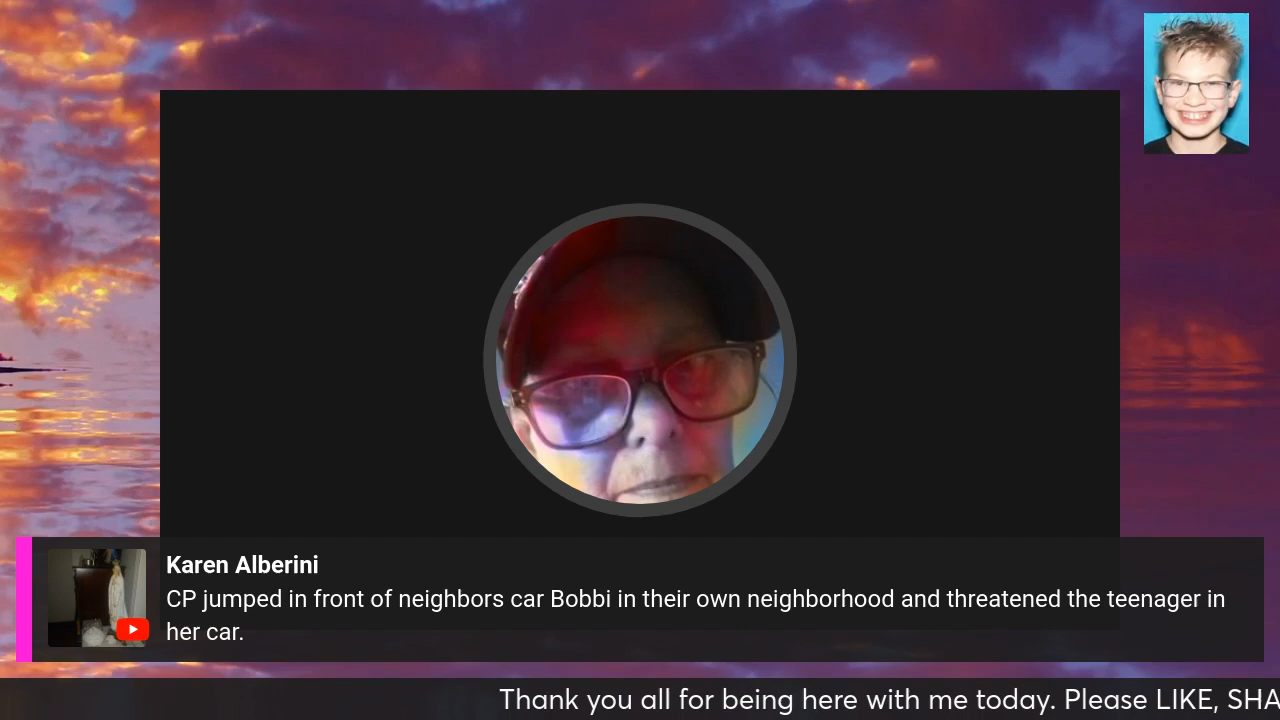 Karen Alberini
CP jumped in front of neighbors car Bobbi in their own neighborhood and threatened the teenager in
her car.
Thank you all for being here with me today. Please LIKE, SHA